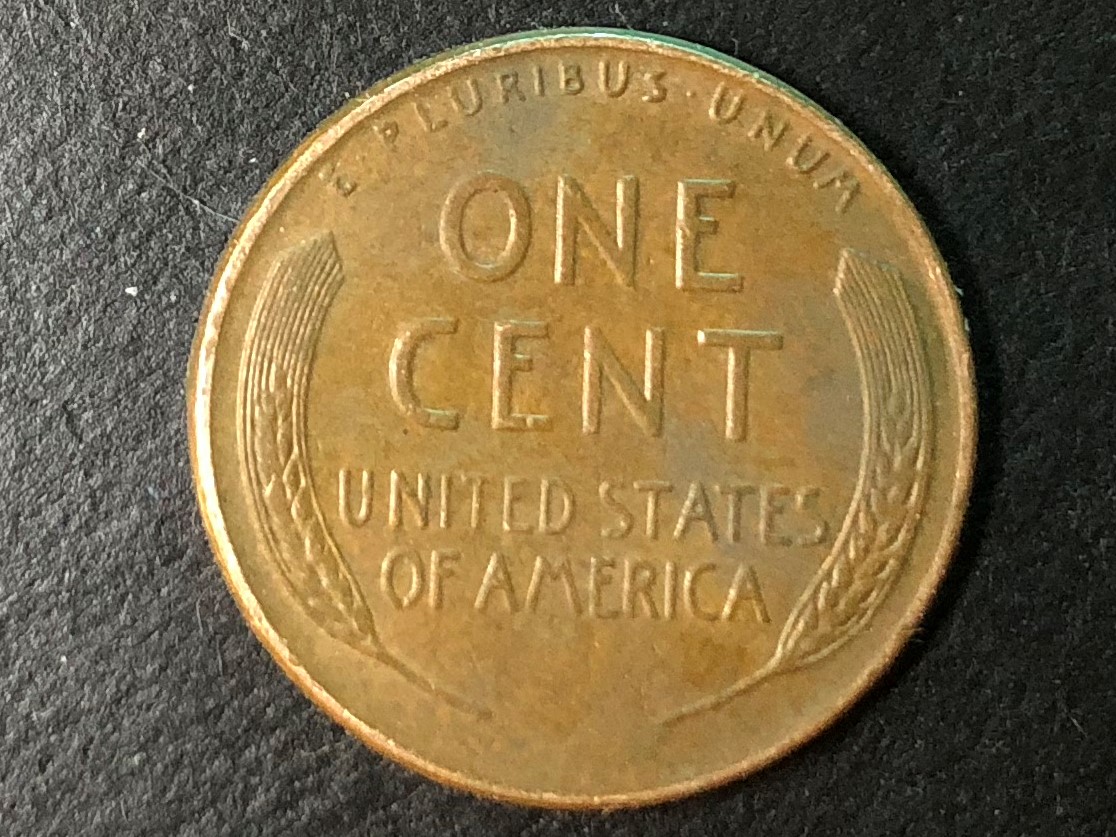 E PLURIBUS · UNUM
ONE
CENT
UNITED STATES
OF AMERICA